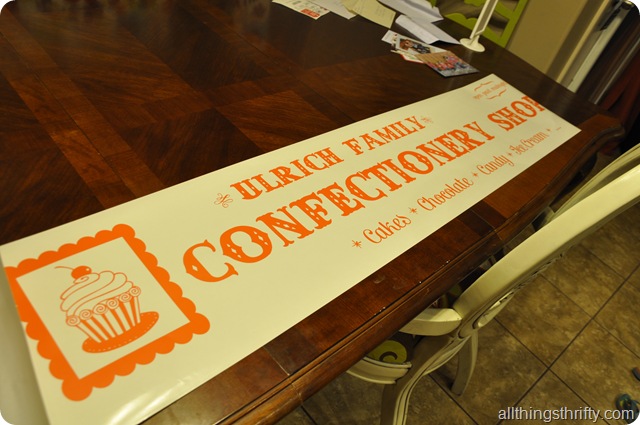 ULRICH FAMILY
CONFECTIONERY SHOP
* Cakes * Chocolate * Candy * Ice Cream *
allthingsthrifty.com